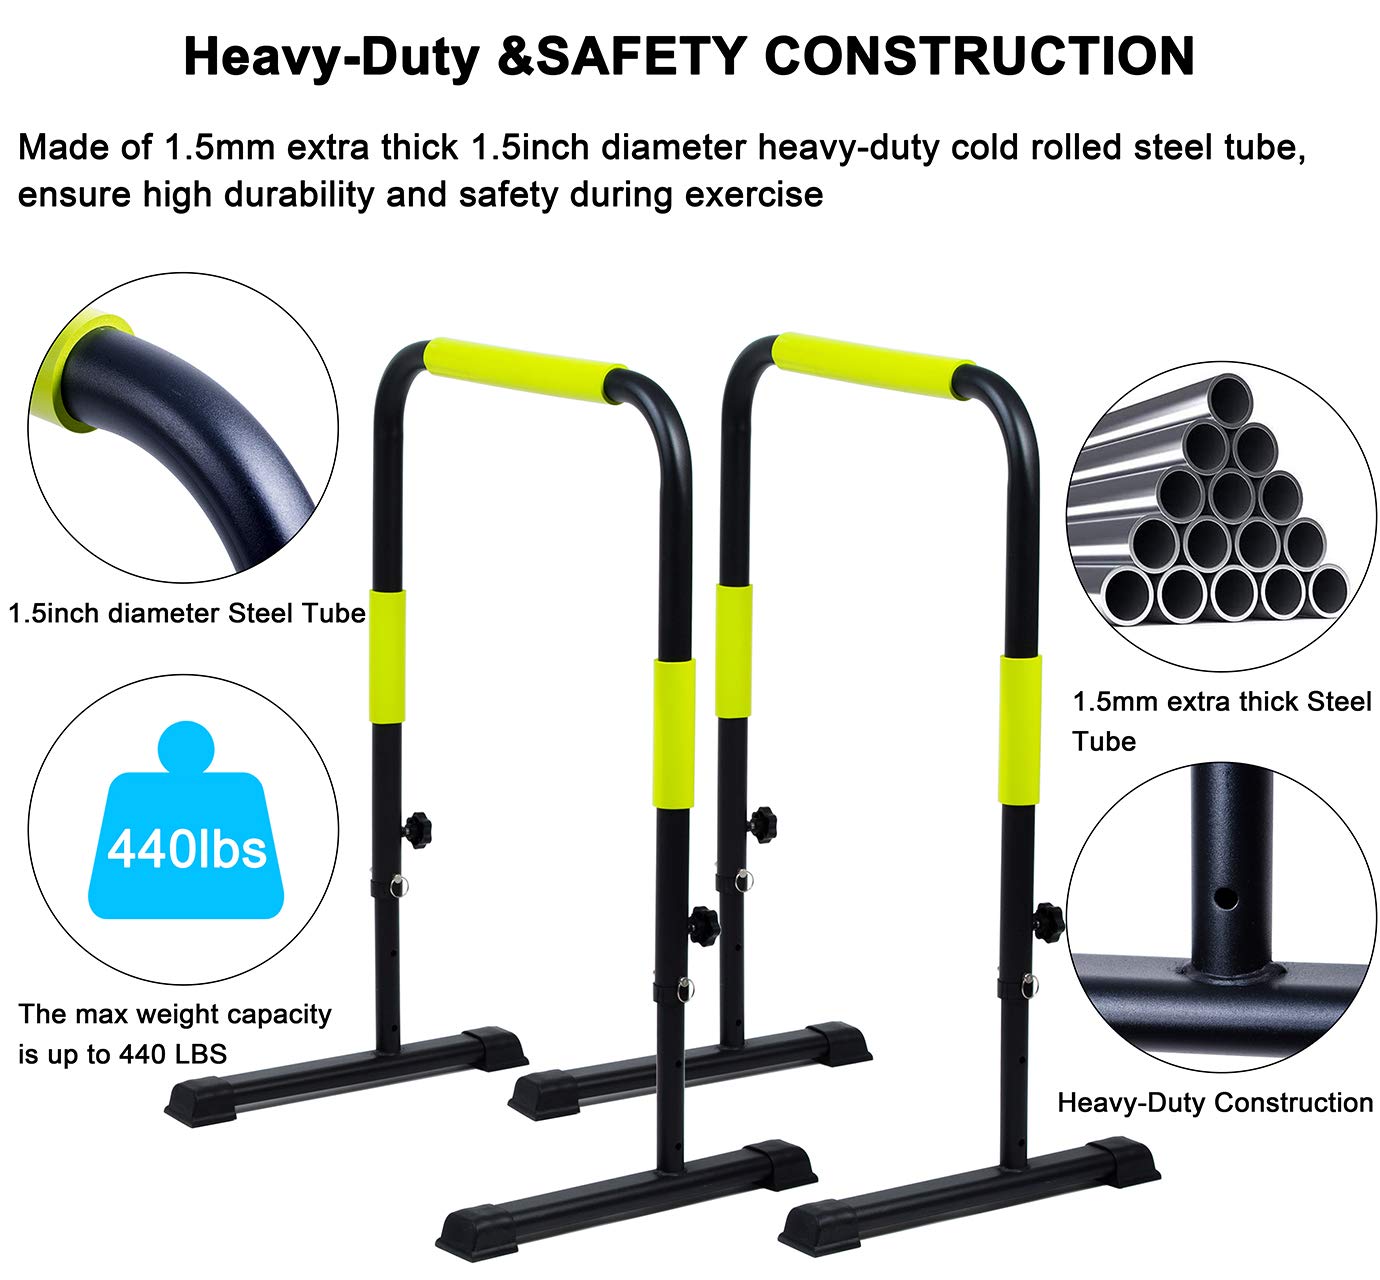 Heavy-Duty &SAFETY CONSTRUCTION
Made of 1.5mm extra thick 1.5inch diameter heavy-duty cold rolled steel tube,
ensure high durability and safety during exercise
1.5inch diameter Steel Tube
440lbs
The max weight capacity
is up to 440 LBS
1.5mm extra thick Steel
Tube
Heavy-Duty Construction